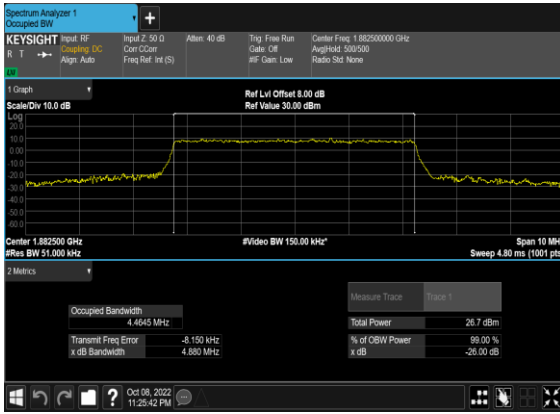 Spectrum Analyzer 1
Occupied BW
+
KEYSIGHT Input: RF Input Z: 50 Ω Atten: 40 dB Trig: Free Run Center Freq: 1.882500000 GHz
R T Coupling: DC Corr CCorr Gate: Off Avg|Hold: 500/500
Align: Auto Freq Ref: Int (S) #IF Gain: Low Radio Std: None
LW
1 Graph
Ref Lvl Offset 8.00 dB
Scale/Div 10.0 dB Ref Value 30.00 dBm
Log
20.0
10.0
0.00
-10.0
-20.0
-30.0
-40.0
-50.0
-60.0
Center 1.882500 GHz #Video BW 150.00 kHz* Span 10 MH
#Res BW 51.000 kHz Sweep 4.80 ms (1001 pts
2 Metrics
Measure Trace Trace 1
Occupied Bandwidth
4.4645 MHz Total Power 26.7 dBm
Transmit Freq Error -8.150 kHz % of OBW Power 99.00 %
x dB Bandwidth 4.880 MHz x dB -26.00 dB
? Oct 08, 2022
11:25:42 PM